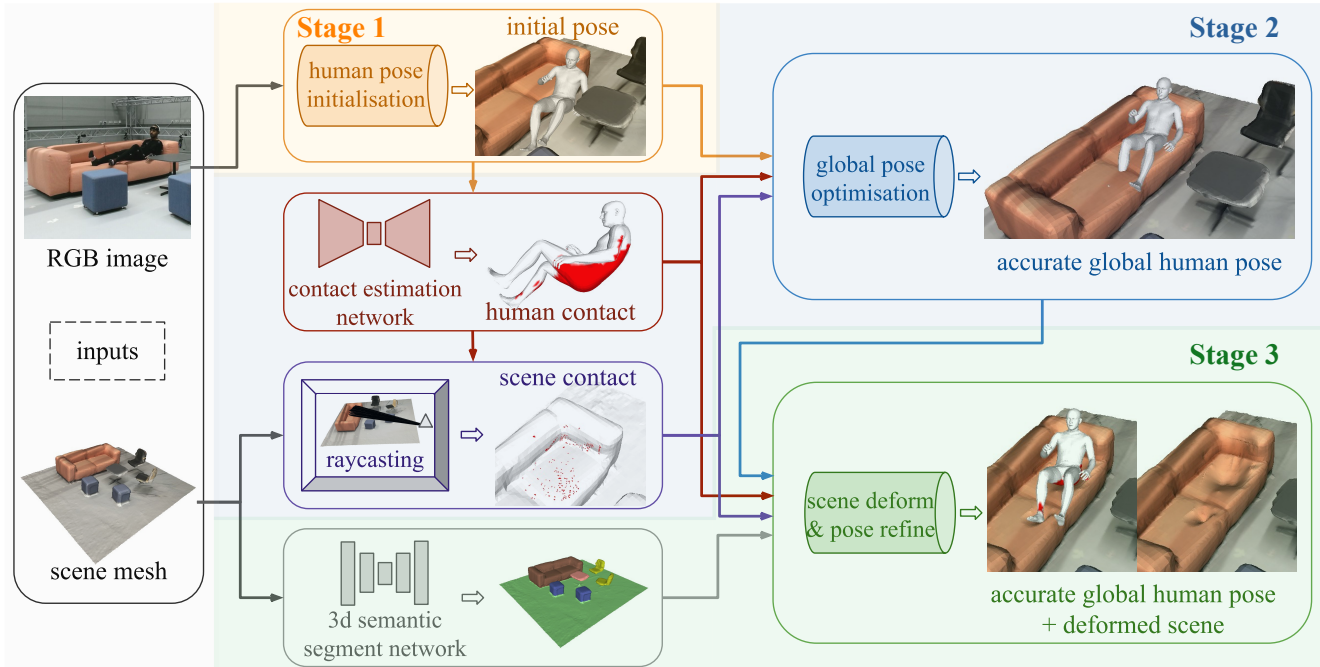 RGB image
inputs
scene mesh
Stage 1
human pose
initialisation
initial pose
contact estimation
network
human contact
raycasting
scene contact
3d semantic
segment network
Stage 2
global pose
optimisation
accurate global human pose
Stage 3
scene deform
& pose refine
accurate global human pose
+ deformed scene